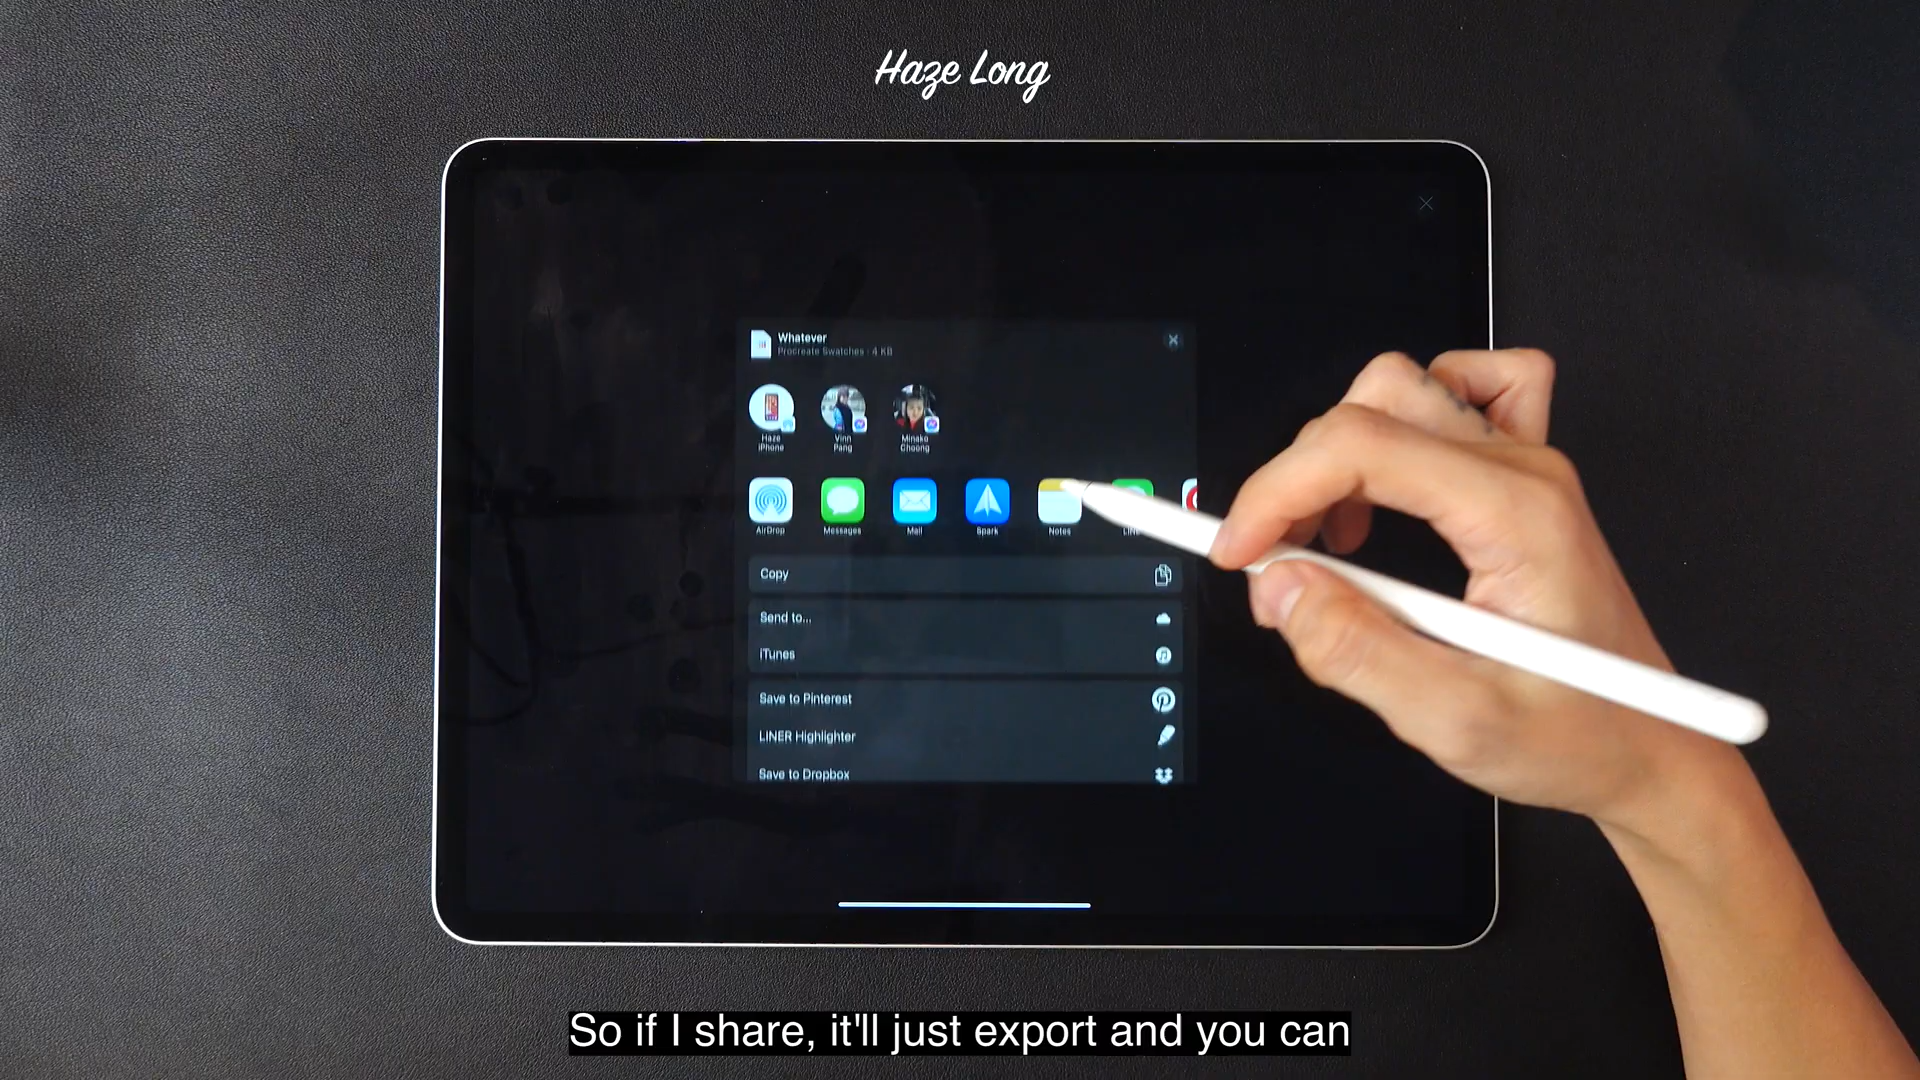 Haze Long
Whatever
Procreate Swatches · 4 KB
Haze
iPhone
Vinn
Pang
Minako
Choong
AirDrop
Messages
Mail
Spark
Notes
Copy
Send to...
iTunes
Save to Pinterest
LINER Highlighter
Save to Dropbox
So if I share, it'll just export and you can